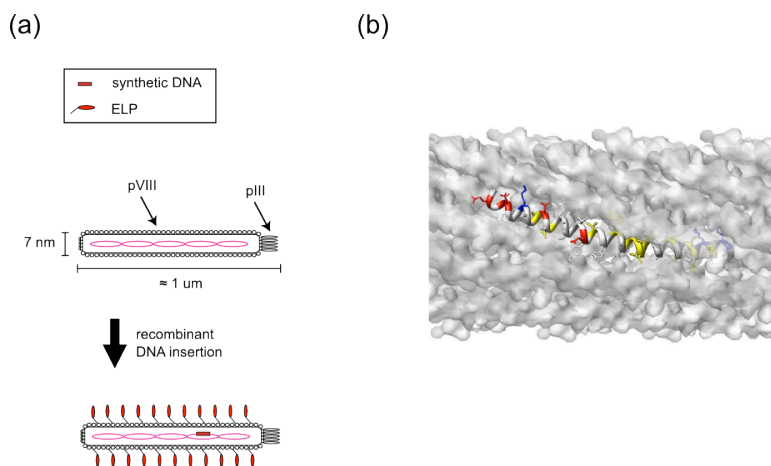 (a)
(b)
synthetic DNA
ELP
pVIII
pIII
7 nm
≈ 1 um
recombinant
DNA insertion